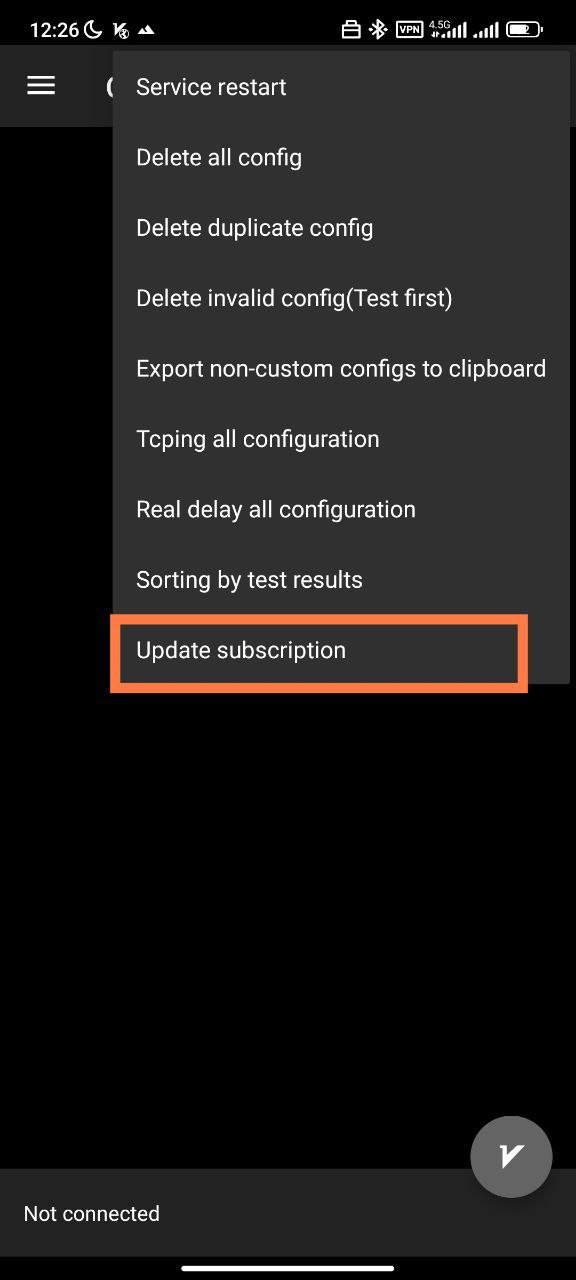 12:26
VPN
4.5G
2
Service restart
Delete all config
Delete duplicate config
Delete invalid config(Test first)
Export non-custom configs to clipboard
Tcping all configuration
Real delay all configuration
Sorting by test results
Update subscription
Not connected